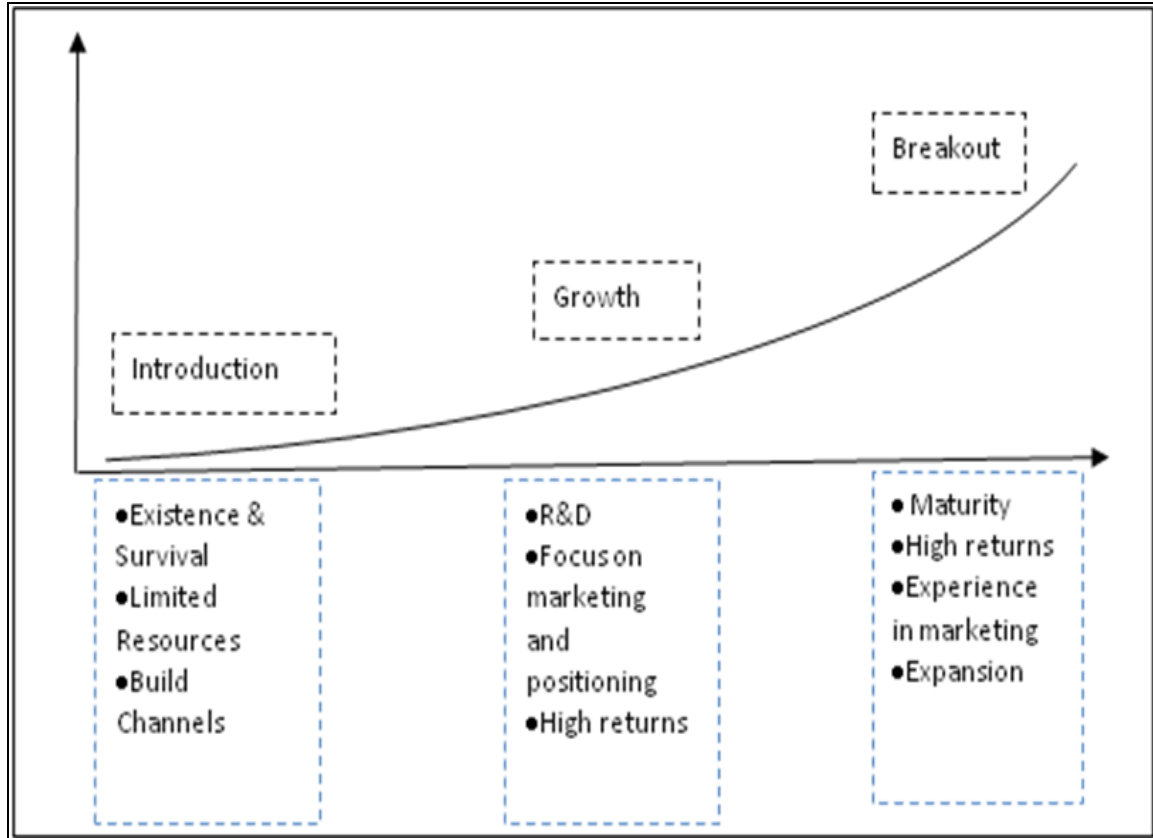 Breakout
Growth
Introduction
●Existence &
Survival
●Limited
Resources
●Build
Channels
●R&D
●Focus on
marketing
and
positioning
●High returns
● Maturity
●High returns
●Experience
in marketing
●Expansion